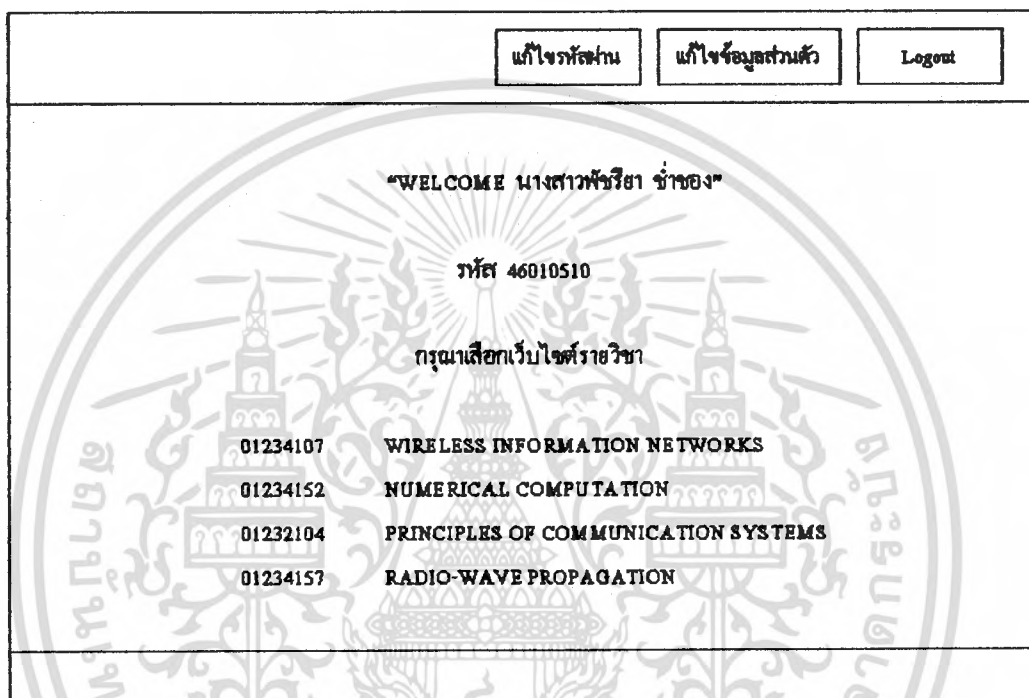 แก้ไขรหัสผ่าน แก้ไขข้อมูลส่วนตัว Logout
"WELCOME นางสาวพัชรียา ช่ำชอง"
รหัส 46010510
กรุณาเลือกเว็บไซต์รายวิชา
01234107 WIRELESS INFORMATION NETWORKS
01234152 NUMERICAL COMPUTATION
01232104 PRINCIPLES OF COMMUNICATION SYSTEMS
01234157 RADIO-WAVE PROPAGATION